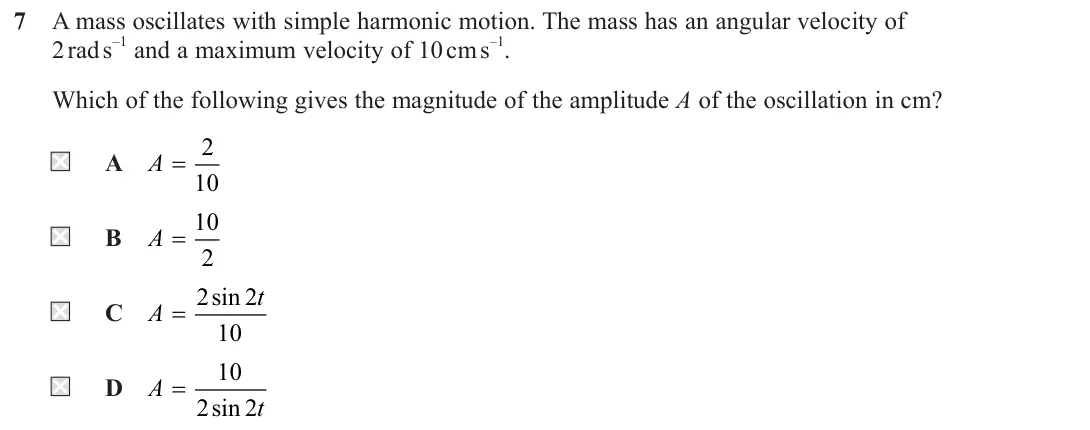 7 A mass oscillates with simple harmonic motion. The mass has an angular velocity of
2 rad s⁻¹ and a maximum velocity of 10 cm s⁻¹.
Which of the following gives the magnitude of the amplitude A of the oscillation in cm?
A A = 2/10
B A = 10/2
C A = 2 sin 2t/10
D A = 10/2 sin 2t